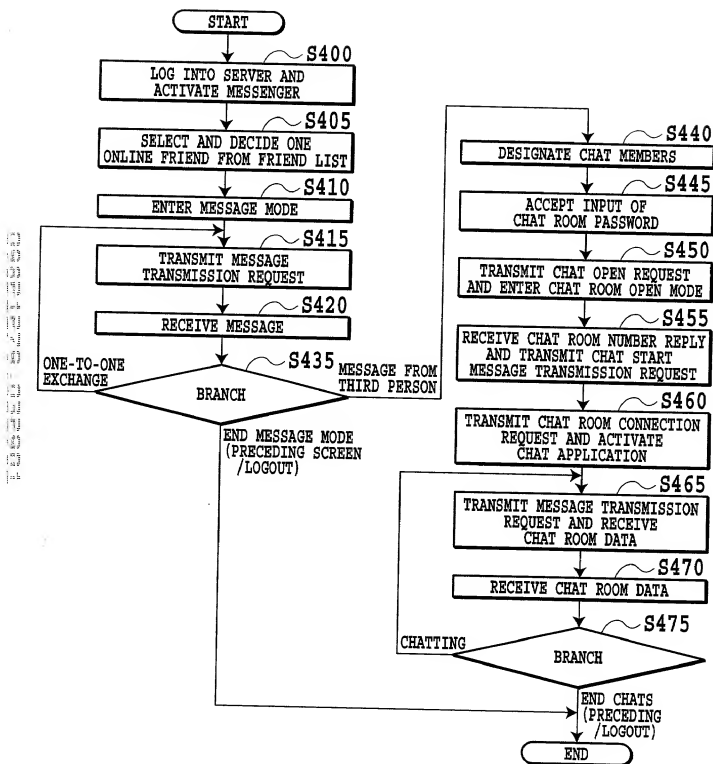 START
S400
LOG INTO SERVER AND
ACTIVATE MESSENGER
S405
SELECT AND DECIDE ONE
ONLINE FRIEND FROM FRIEND LIST
S410
ENTER MESSAGE MODE
S415
TRANSMIT MESSAGE
TRANSMISSION REQUEST
S420
RECEIVE MESSAGE
S435
ONE-TO-ONE
EXCHANGE
BRANCH
MESSAGE FROM
THIRD PERSON
END MESSAGE MODE
(PRECEDING SCREEN
/LOGOUT)
S440
DESIGNATE CHAT MEMBERS
S445
ACCEPT INPUT OF
CHAT ROOM PASSWORD
S450
TRANSMIT CHAT OPEN REQUEST
AND ENTER CHAT ROOM OPEN MODE
S455
RECEIVE CHAT ROOM NUMBER REPLY
AND TRANSMIT CHAT START
MESSAGE TRANSMISSION REQUEST
S460
TRANSMIT CHAT ROOM CONNECTION
REQUEST AND ACTIVATE
CHAT APPLICATION
S465
TRANSMIT MESSAGE TRANSMISSION
REQUEST AND RECEIVE
CHAT ROOM DATA
S470
RECEIVE CHAT ROOM DATA
S475
CHATTING
BRANCH
END CHATS
(PRECEDING
/LOGOUT)
END